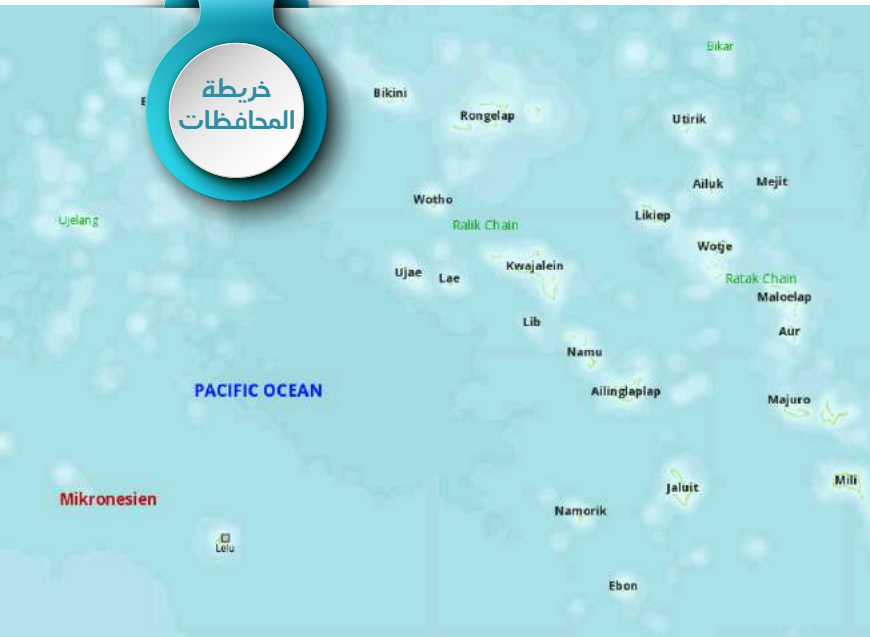 خريطة
المحافظات
Bikar
Bikini
Rongelap
Utirik
Ailuk
Mejit
Wotho
Likiep
Ujelang
Ralik Chain
Wotje
Kwajalein
Ujae
Lae
Ratak Chain
Maloelap
Lib
Aur
Namu
PACIFIC OCEAN
Ailinglaplap
Majuro
Mili
Jaluit
Mikronesien
Namorik
Lelu
Ebon